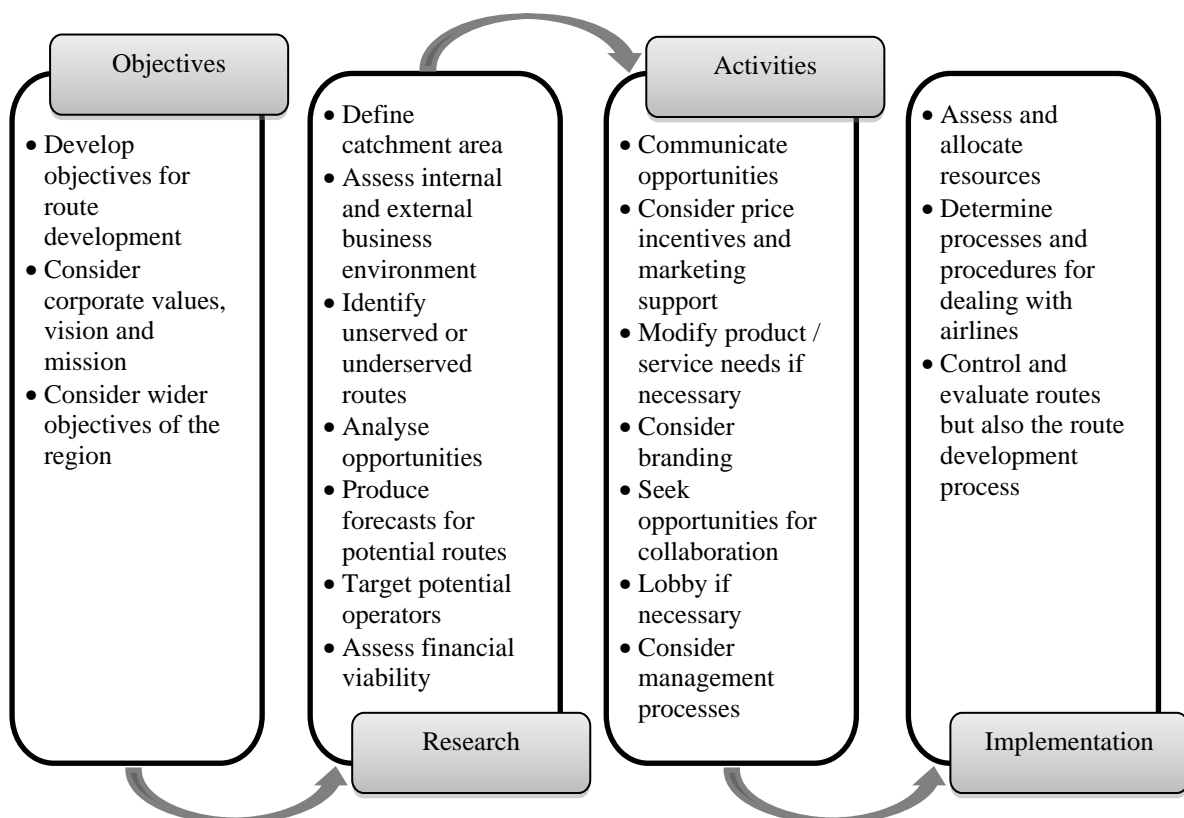 Objectives
• Develop
objectives for
route
development
• Consider
corporate values,
vision and
mission
• Consider wider
objectives of the
region
• Define
catchment area
• Assess internal
and external
business
environment
• Identify
unserved or
underserved
routes
• Analyse
opportunities
• Produce
forecasts for
potential routes
• Target potential
operators
• Assess financial
viability
Research
Activities
• Communicate
opportunities
• Consider price
incentives and
marketing
support
• Modify product /
service needs if
necessary
• Consider
branding
• Seek
opportunities for
collaboration
• Lobby if
necessary
• Consider
management
processes
• Assess and
allocate
resources
• Determine
processes and
procedures for
dealing with
airlines
• Control and
evaluate routes
but also the route
development
process
Implementation